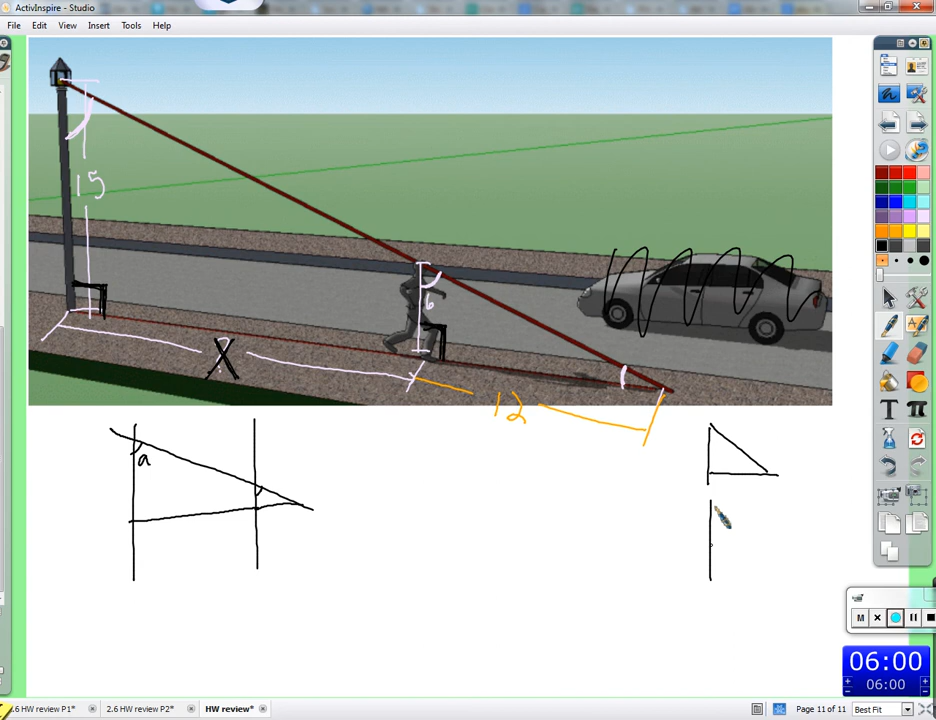 ActivInspire - Studio
File Edit View Insert Tools Help
15
6
X
12
a
T π
M
06:00
06:00
2.6 HW review P1* 2.6 HW review P2* HW review* Page 11 of 11 Best Fit